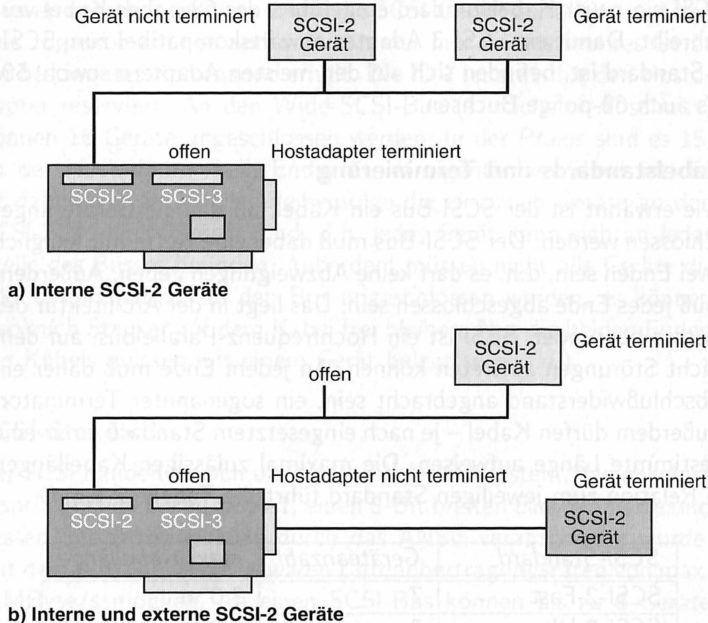 Gerät nicht terminiert
SCSI-2
Gerät
SCSI-2
Gerät
Gerät terminiert
offen
Hostadapter terminiert
SCSI-2
SCSI-3
a) Interne SCSI-2 Geräte
SCSI-2
Gerät
Gerät terminiert
offen
offen
Hostadapter nicht terminiert
Gerät terminiert
SCSI-2
SCSI-3
SCSI-2
Gerät
b) Interne und externe SCSI-2 Geräte